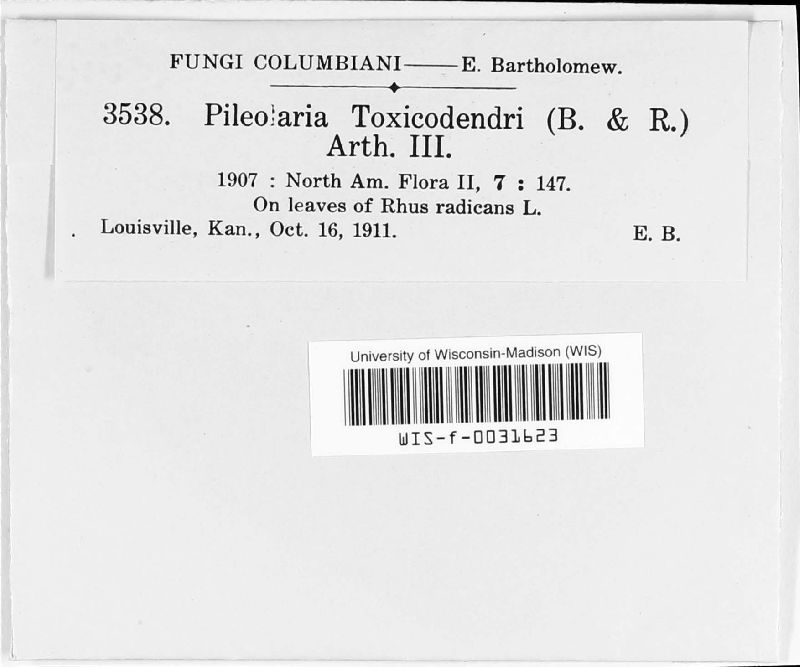 FUNGI COLUMBIANI—E. Bartholomew.
3538. Pileolaria Toxicodendri (B. & R.)
Arth. III.
1907 : North Am. Flora II, 7 : 147.
On leaves of Rhus radicans L.
Louisville, Kan., Oct. 16, 1911. E. B.
University of Wisconsin-Madison (WIS)
WIS-f-0031623